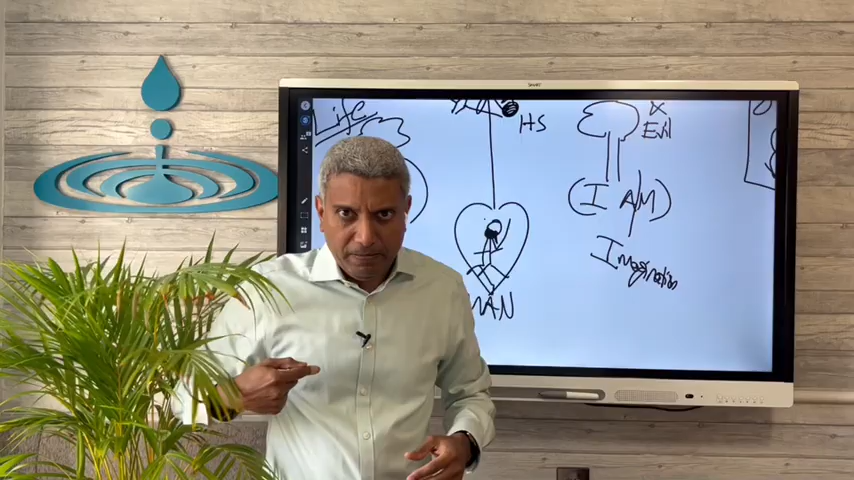 Life
HS
X
Evil
(I AM)
Imagination
MAN